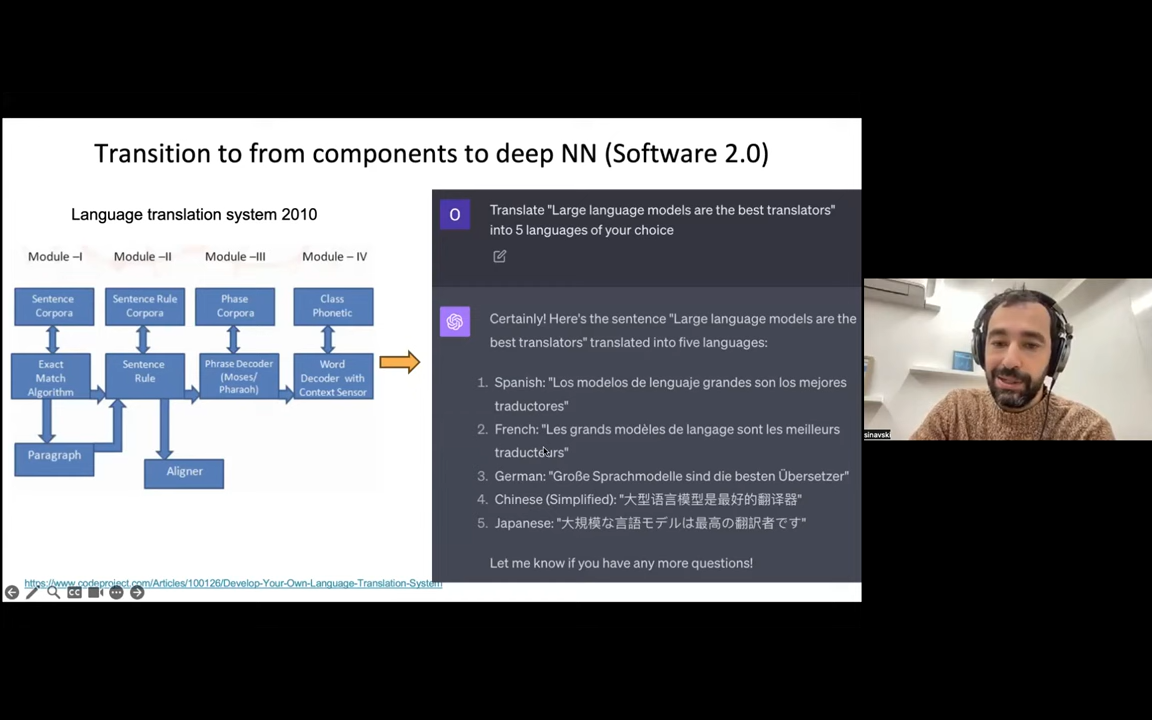 Transition to from components to deep NN (Software 2.0)
Language translation system 2010
Module –I
Module –II
Module –III
Module – IV
Sentence
Corpora
Sentence Rule
Corpora
Phase
Corpora
Class
Phonetic
Exact
Match
Algorithm
Sentence
Rule
Phrase Decoder
(Moses/
Pharaoh)
Word
Decoder with
Context Sensor
Paragraph
Aligner
https://www.codeproject.com/Articles/100126/Develop-Your-Own-Language-Translation-System
CC
O
Translate "Large language models are the best translators"
into 5 languages of your choice
Certainly! Here's the sentence "Large language models are the
best translators" translated into five languages:
1. Spanish: "Los modelos de lenguaje grandes son los mejores
traductores"
2. French: "Les grands modèles de langage sont les meilleurs
traducteurs"
3. German: "Große Sprachmodelle sind die besten Übersetzer"
4. Chinese (Simplified): "大型语言模型是最好的翻译器"
5. Japanese: "大規模な言語モデルは最高の翻訳者です"
Let me know if you have any more questions!
sinavski